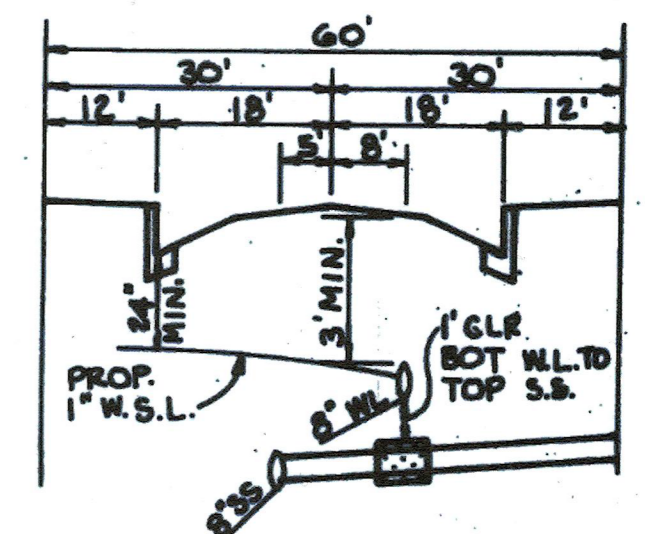 60'
30' 30'
12' 18' 18' 12'
5' 8'
24" MIN.
3' MIN.
1' CLR
BOT W.L. TO
TOP S.S.
PROP.
1" W.S.L.
8" WL
8" SS